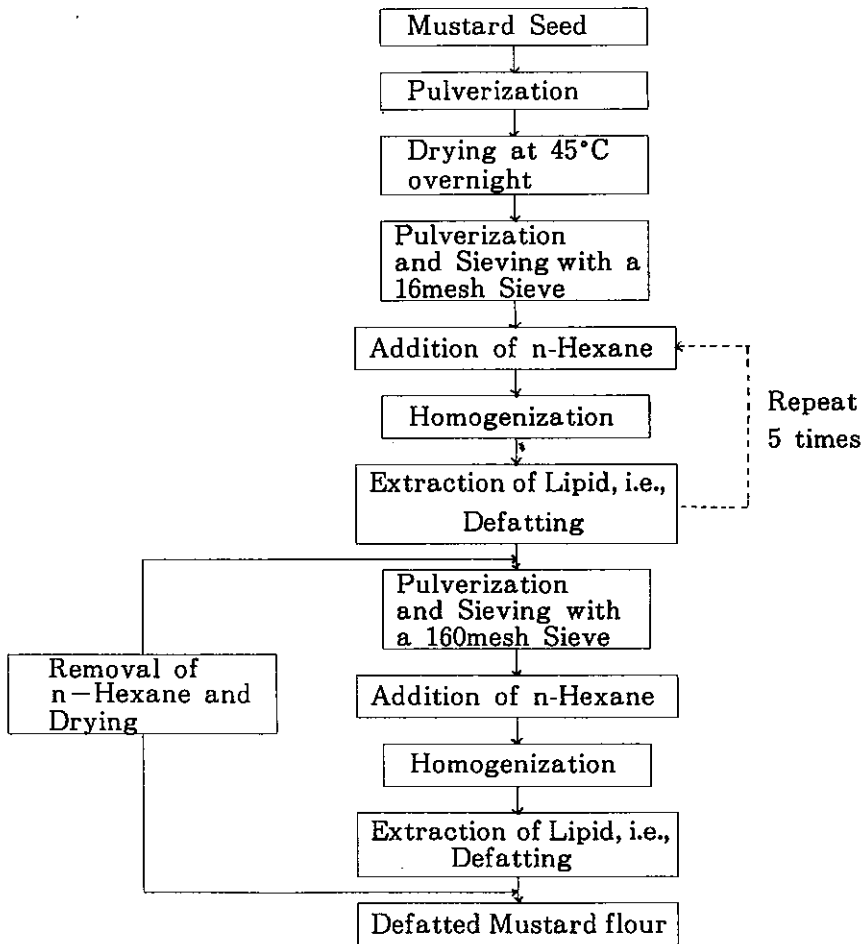 Mustard Seed
Pulverization
Drying at 45°C
overnight
Pulverization
and Sieving with a
16mesh Sieve
Addition of n-Hexane
Homogenization
Extraction of Lipid, i.e.,
Defatting
Repeat
5 times
Pulverization
and Sieving with
a 160mesh Sieve
Removal of
n-Hexane and
Drying
Addition of n-Hexane
Homogenization
Extraction of Lipid, i.e.,
Defatting
Defatted Mustard flour